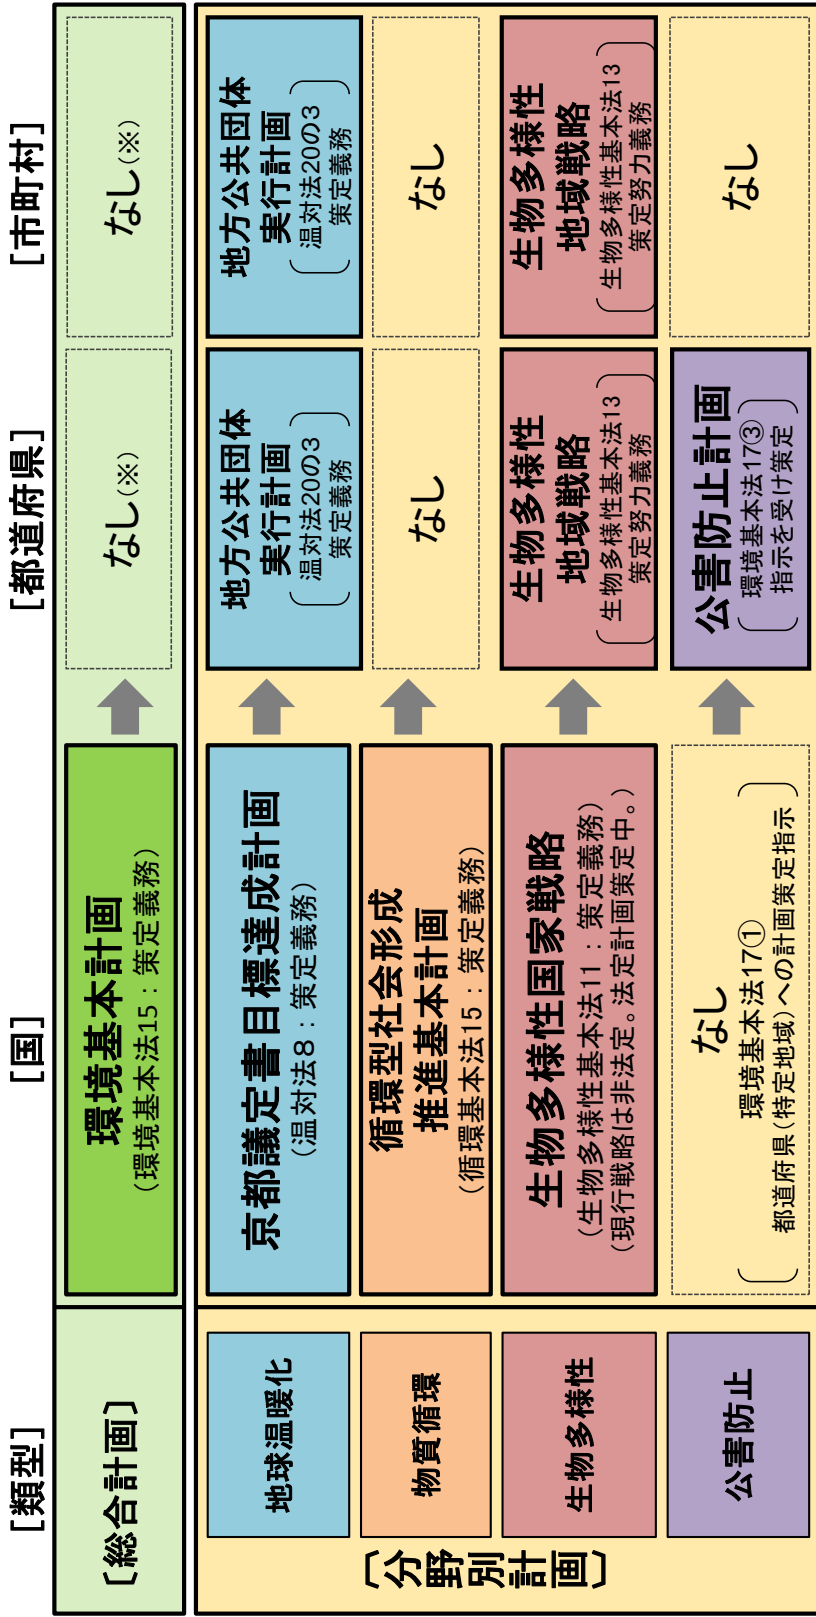 ［類型］
［国］
［都道府県］
［市町村］
［総合計画］
環境基本計画
（環境基本法15：策定義務）
なし（※）
なし（※）
〔分野別計画〕
地球温暖化
京都議定書目標達成計画
（温対法８：策定義務）
地方公共団体
実行計画
温対法20の3
策定義務
地方公共団体
実行計画
温対法20の3
策定義務
物質循環
循環型社会形成
推進基本計画
（循環基本法15：策定義務）
なし
なし
生物多様性
生物多様性国家戦略
（生物多様性基本法11：策定義務）
（現行戦略は非法定。法定計画策定中。）
生物多様性
地域戦略
生物多様性基本法13
策定努力義務
生物多様性
地域戦略
生物多様性基本法13
策定努力義務
公害防止
なし
環境基本法17①
都道府県（特定地域）への計画策定指示
公害防止計画
環境基本法17③
指示を受け策定
なし